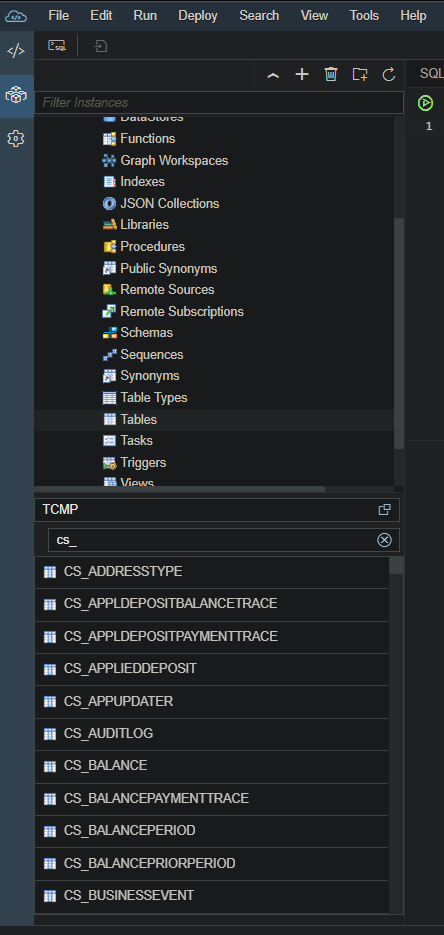 File Edit Run Deploy Search View Tools Help
SQL
Filter Instances
1
DataStores
Functions
Graph Workspaces
Indexes
JSON Collections
Libraries
Procedures
Public Synonyms
Remote Sources
Remote Subscriptions
Schemas
Sequences
Synonyms
Table Types
Tables
Tasks
Triggers
Views
TCMP
cs_
CS_ADDRESSTYPE
CS_APPLDEPOSITBALANCETRACE
CS_APPLDEPOSITPAYMENTTRACE
CS_APPLIEDDEPOSIT
CS_APPUPDATER
CS_AUDITLOG
CS_BALANCE
CS_BALANCEPAYMENTTRACE
CS_BALANCEPERIOD
CS_BALANCEPRIORPERIOD
CS_BUSINESSEVENT